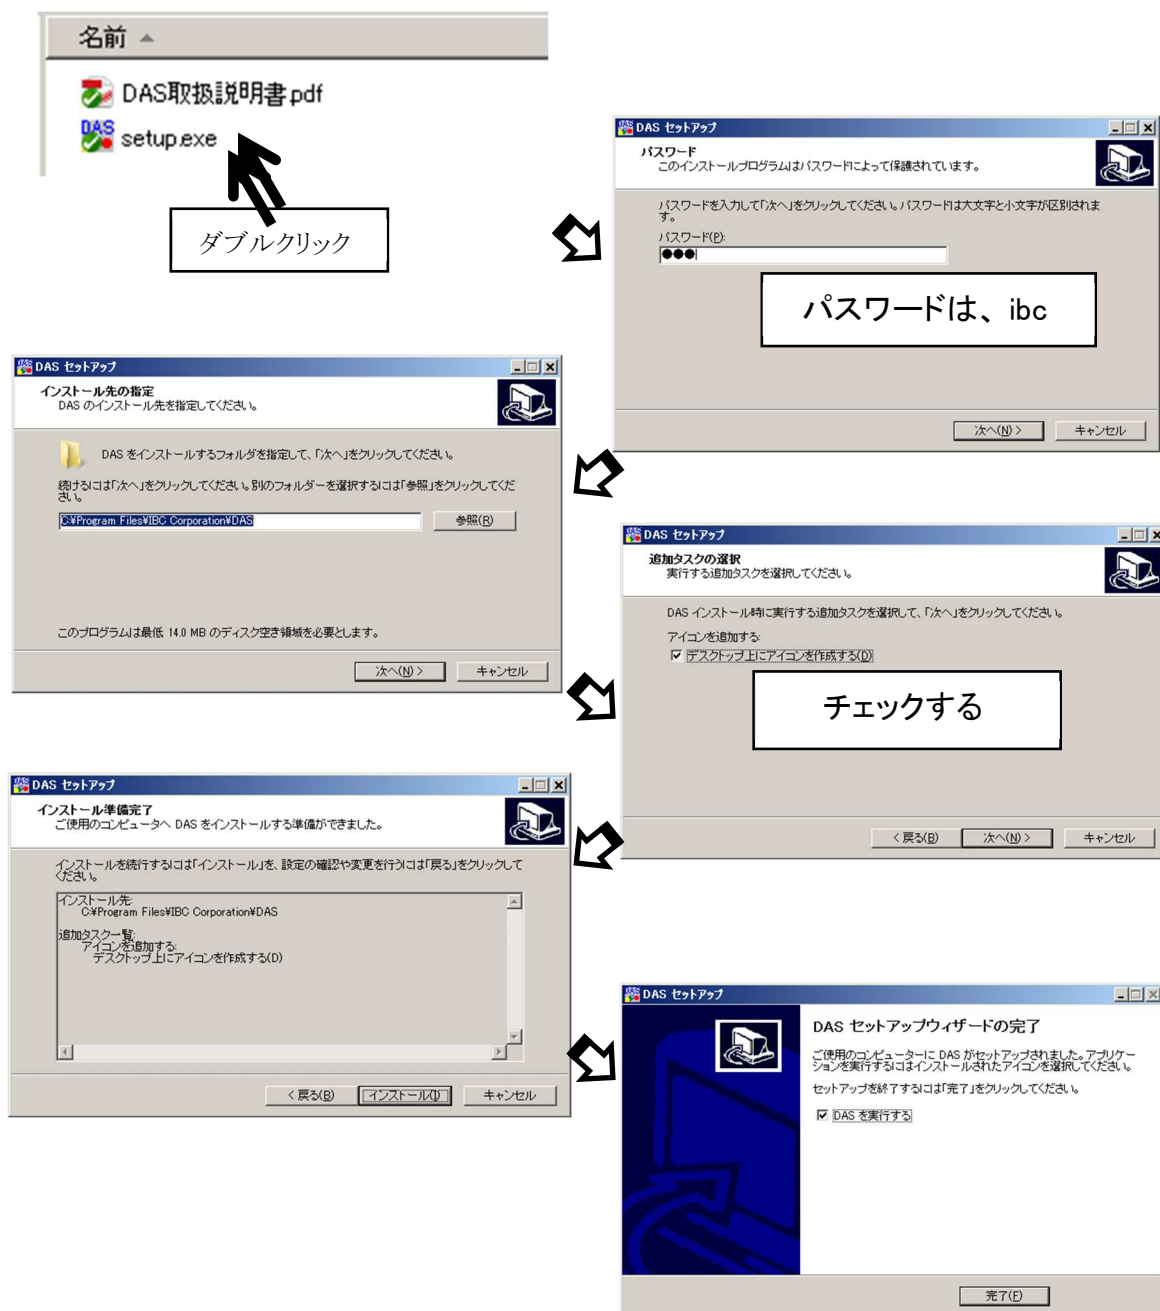 名前
DAS取扱説明書.pdf
setup.exe
ダブルクリック
DAS セットアップ
パスワード
このインストールプログラムはパスワードによって保護されています。
パスワードを入力して「次へ」をクリックしてください。パスワードは大文字と小文字が区別されま
す。
パスワード(P):
●●●
パスワードは、ibc
次へ(N) >
キャンセル
DAS セットアップ
インストール先の指定
DAS のインストール先を指定してください。
DAS をインストールするフォルダを指定して、「次へ」をクリックしてください。
続けるには「次へ」をクリックしてください。別のフォルダーを選択するには「参照」をクリックしてくだ
さい。
C:¥Program Files¥IBC Corporation¥DAS
参照(R)
このプログラムは最低 14.0 MB のディスク空き領域を必要とします。
次へ(N) >
キャンセル
DAS セットアップ
追加タスクの選択
実行する追加タスクを選択してください。
DAS インストール時に実行する追加タスクを選択して、「次へ」をクリックしてください。
アイコンを追加する:
デスクトップ上にアイコンを作成する(D)
チェックする
< 戻る(B)
次へ(N) >
キャンセル
DAS セットアップ
インストール準備完了
ご使用のコンピュータへ DAS をインストールする準備ができました。
インストールを続行するには「インストール」を、設定の確認や変更を行うには「戻る」をクリックして
ください。
インストール先:
C:¥Program Files¥IBC Corporation¥DAS
追加タスク一覧:
アイコンを追加する:
デスクトップ上にアイコンを作成する(D)
< 戻る(B)
インストール(I)
キャンセル
DAS セットアップ
DAS セットアップウィザードの完了
ご使用のコンピューターに DAS がセットアップされました。アプリケー
ションを実行するにはインストールされたアイコンを選択してください。
セットアップを終了するには「完了」をクリックしてください。
DAS を実行する
完了(F)